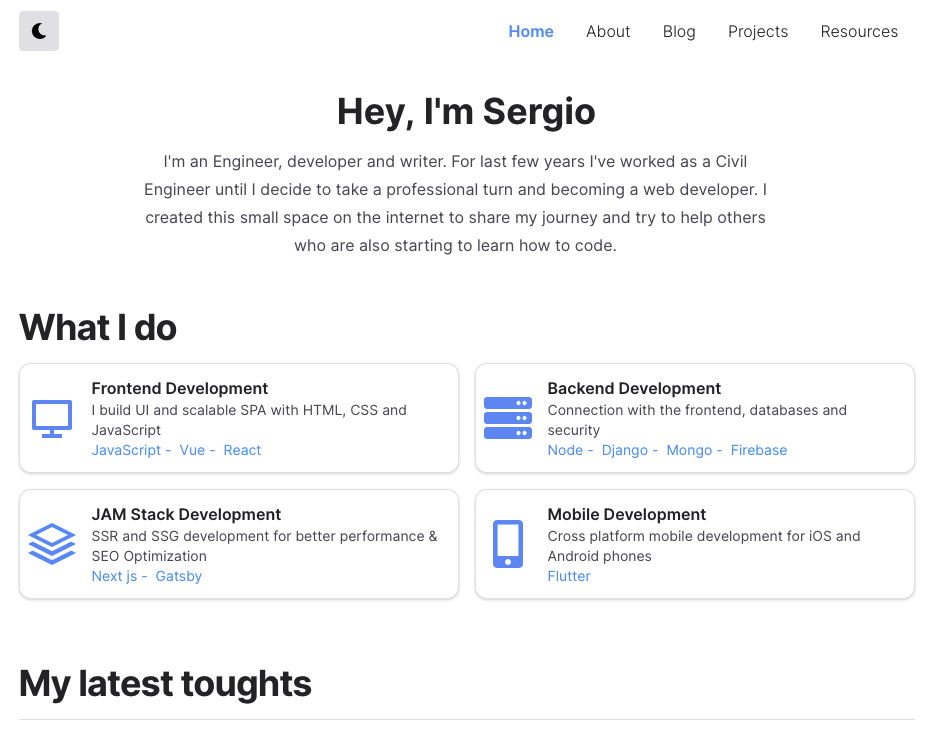 Home About Blog Projects Resources
Hey, I'm Sergio
I'm an Engineer, developer and writer. For last few years I've worked as a Civil
Engineer until I decide to take a professional turn and becoming a web developer. I
created this small space on the internet to share my journey and try to help others
who are also starting to learn how to code.
What I do
Frontend Development
I build UI and scalable SPA with HTML, CSS and
JavaScript
JavaScript - Vue - React
Backend Development
Connection with the frontend, databases and
security
Node - Django - Mongo - Firebase
JAM Stack Development
SSR and SSG development for better performance &
SEO Optimization
Next js - Gatsby
Mobile Development
Cross platform mobile development for iOS and
Android phones
Flutter
My latest toughts